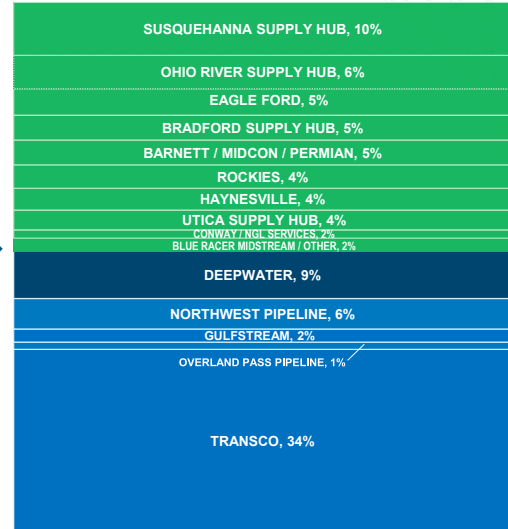 SUSQUEHANNA SUPPLY HUB, 10%
OHIO RIVER SUPPLY HUB, 6%
EAGLE FORD, 5%
BRADFORD SUPPLY HUB, 5%
BARNETT / MIDCON / PERMIAN, 5%
ROCKIES, 4%
HAYNESVILLE, 4%
UTICA SUPPLY HUB, 4%
CONWAY / NGL SERVICES, 2%
BLUE RACER MIDSTREAM / OTHER, 2%
DEEPWATER, 9%
NORTHWEST PIPELINE, 6%
GULFSTREAM, 2%
OVERLAND PASS PIPELINE, 1%
TRANSCO, 34%